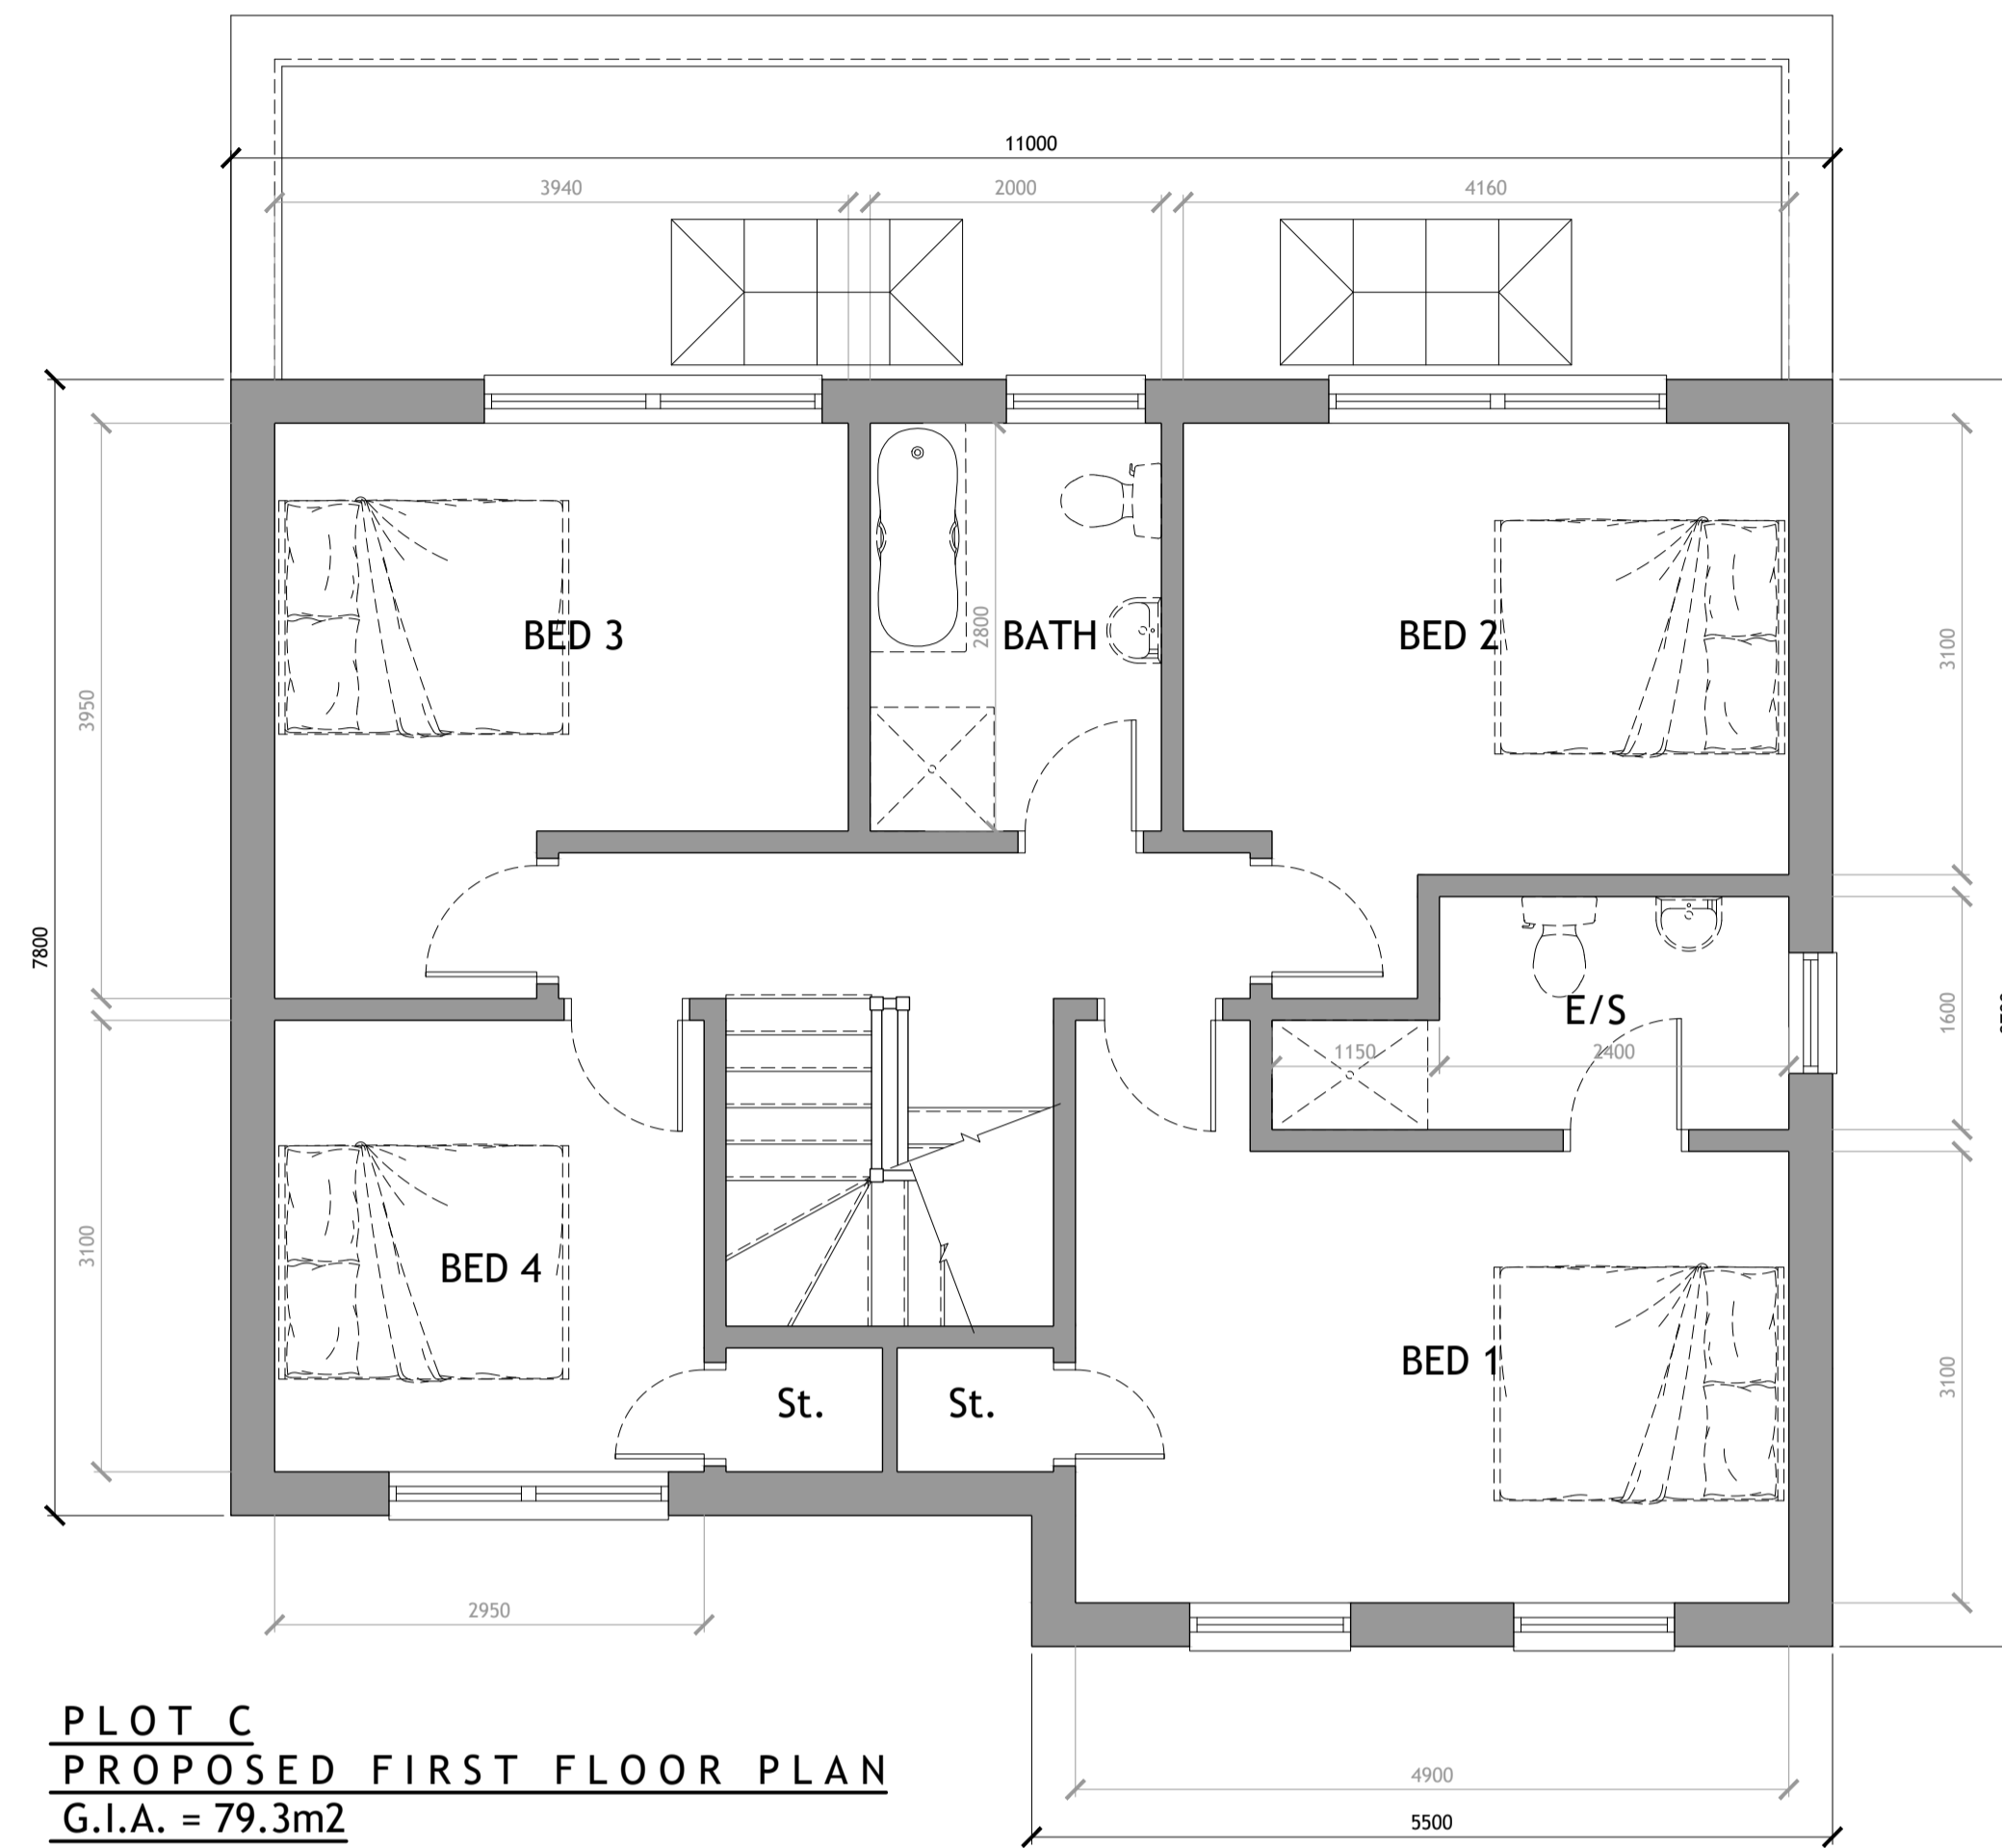 11000
3940 2000 4160
BED 3
2800
BATH
BED 2
3100
3950
7800
E/S
1600
1150
2400
3100
BED 4
BED 1
3100
St.
St.
2950
4900
5500
PLOT C
PROPOSED FIRST FLOOR PLAN
G.I.A. = 79.3m2